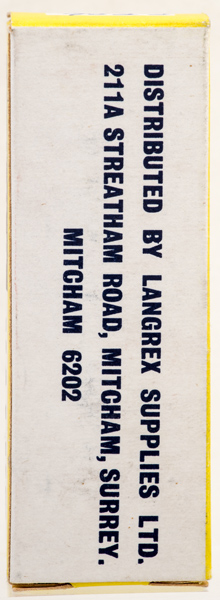 DISTRIBUTED BY LANGREX SUPPLIES LTD.
211A STREATHAM ROAD, MITCHAM, SURREY.
MITCHAM 6202